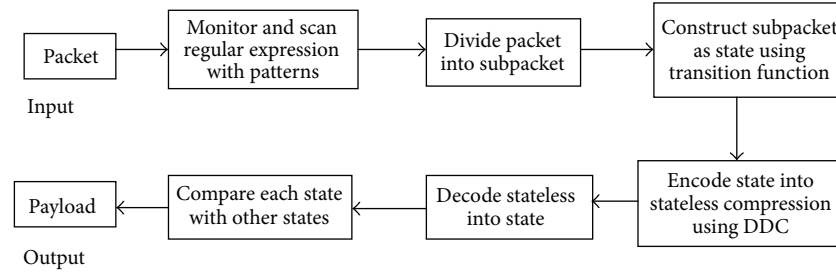 Packet
Input
Monitor and scan
regular expression
with patterns
Divide packet
into subpacket
Construct subpacket
as state using
transition function
Payload
Output
Compare each state
with other states
Decode stateless
into state
Encode state into
stateless compression
using DDC